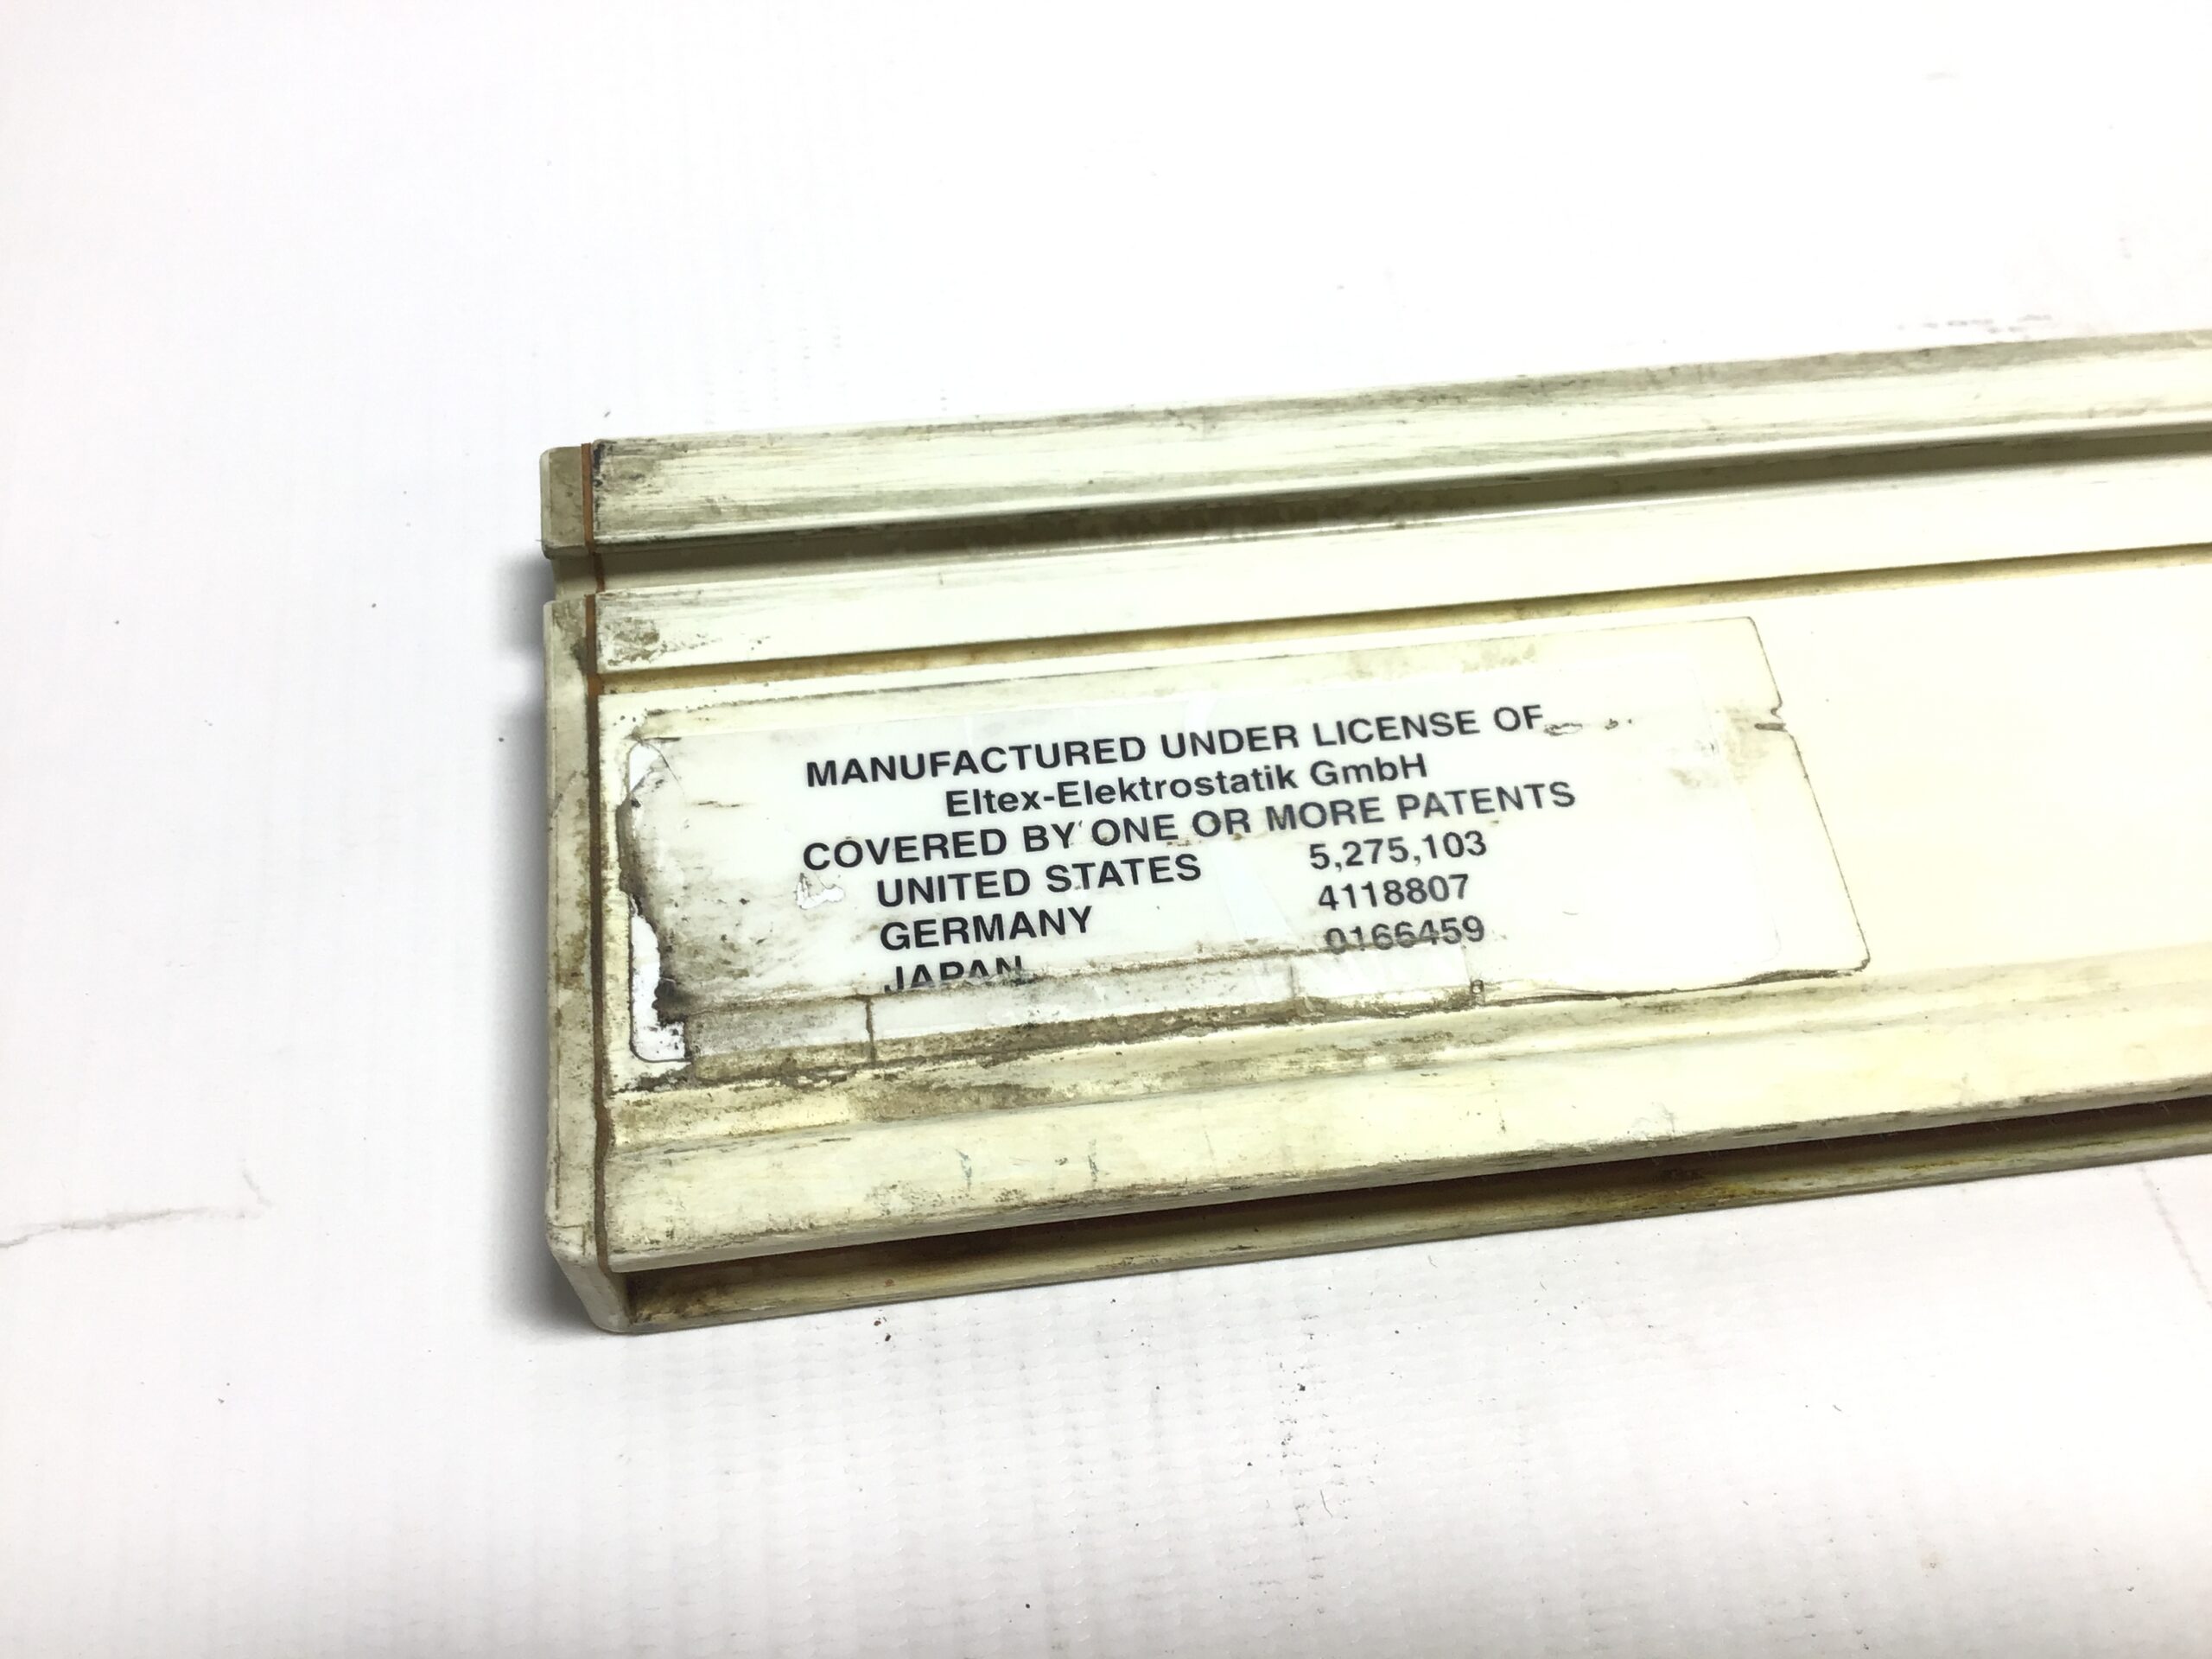 MANUFACTURED UNDER LICENSE OF
Eltex-Elektrostatik GmbH
COVERED BY ONE OR MORE PATENTS
UNITED STATES 5,275,103
GERMANY 4118807
JAPAN 0166459